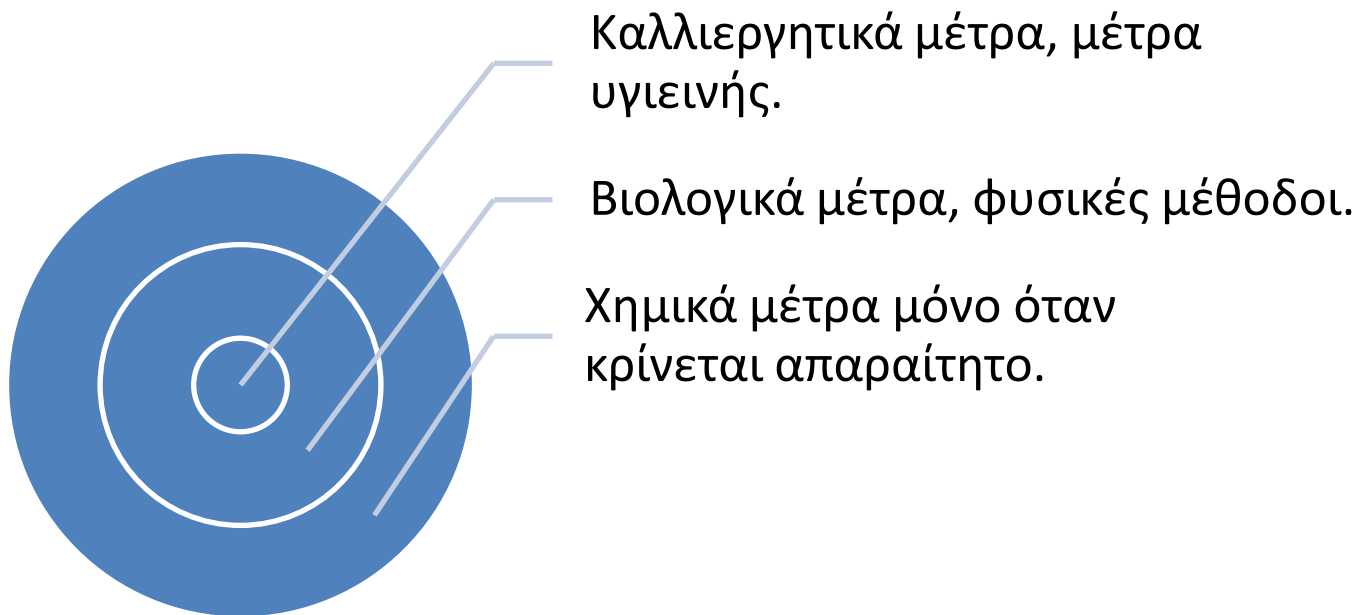 Καλλιεργητικά μέτρα, μέτρα
υγιεινής.
Βιολογικά μέτρα, φυσικές μέθοδοι.
Χημικά μέτρα μόνο όταν
κρίνεται απαραίτητο.